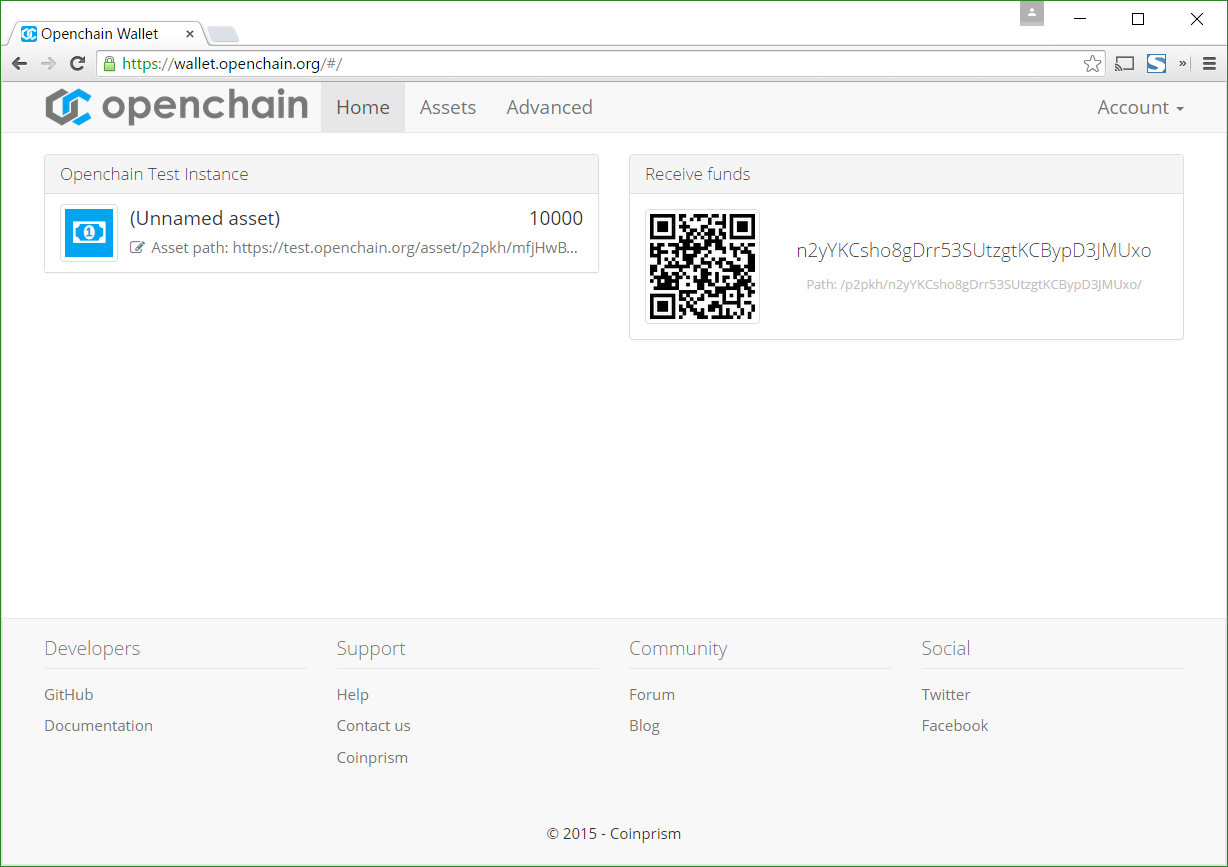 Openchain Wallet
https://wallet.openchain.org/#/
openchain Home Assets Advanced Account
Openchain Test Instance
(Unnamed asset) 10000
Asset path: https://test.openchain.org/asset/p2pkh/mfjHwB...
Receive funds
n2yYKCsho8gDrr53SUtzgtKCBypD3JMUxo
Path: /p2pkh/n2yYKCsho8gDrr53SUtzgtKCBypD3JMUxo/
Developers
GitHub
Documentation
Support
Help
Contact us
Coinprism
Community
Forum
Blog
Social
Twitter
Facebook
© 2015 - Coinprism